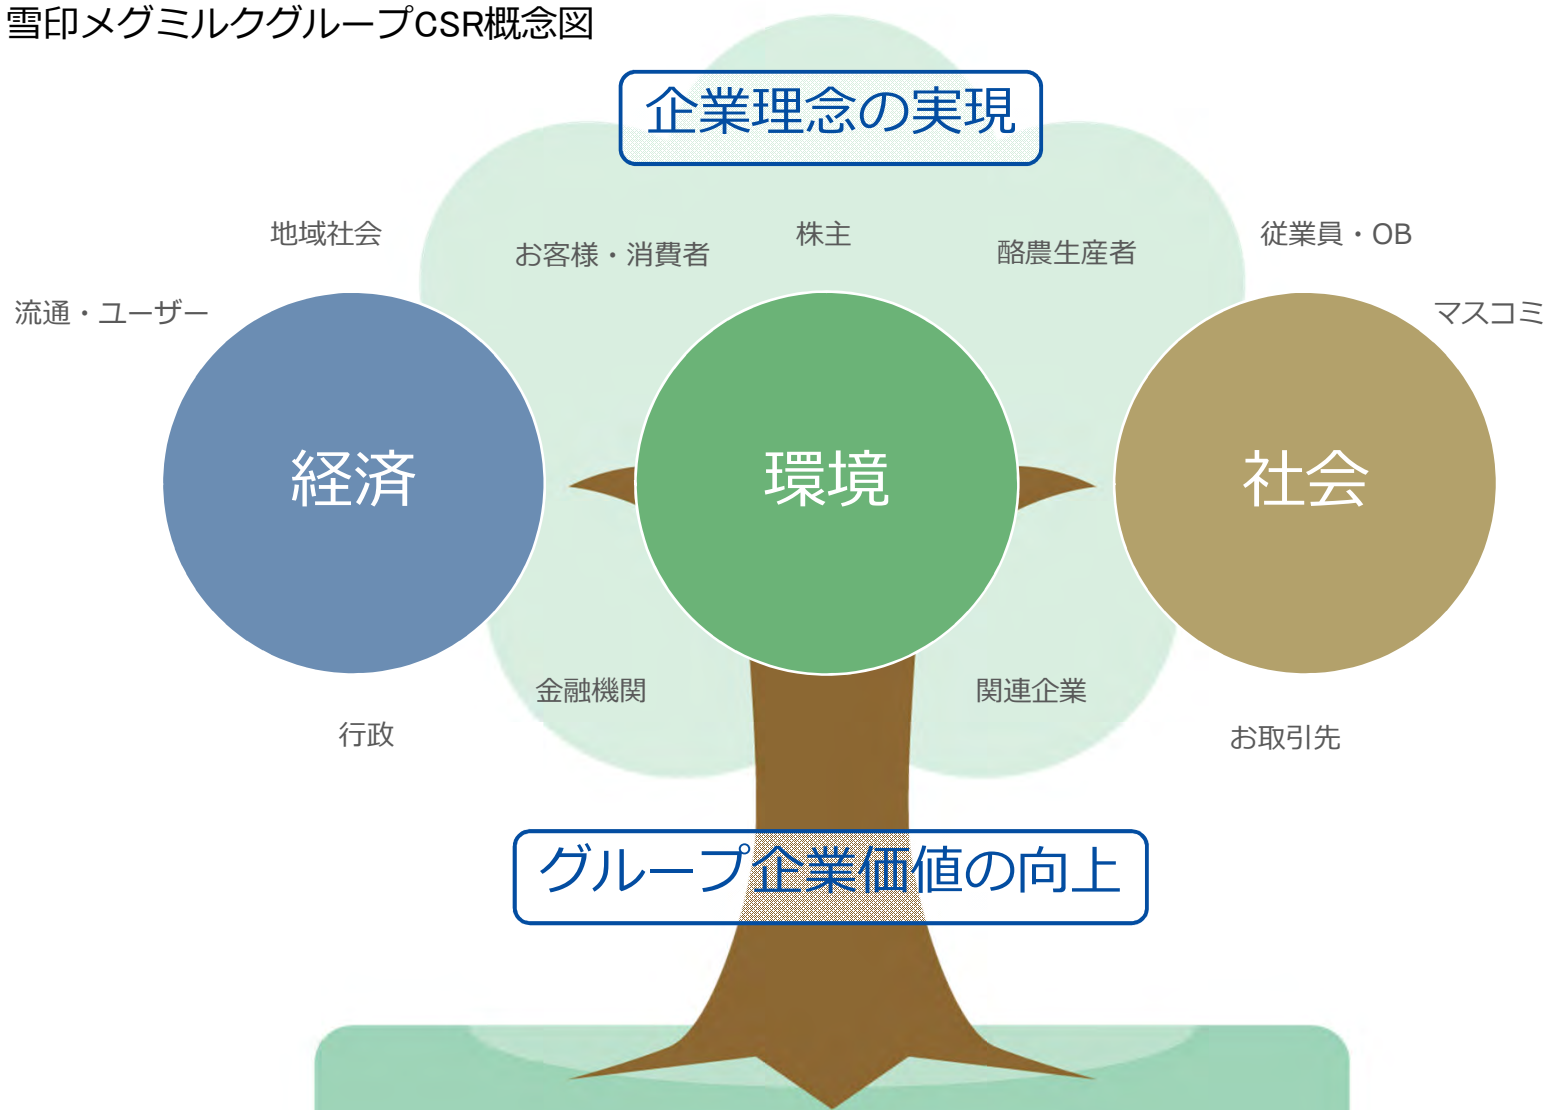 雪印メグミルクグループCSR概念図
企業理念の実現
地域社会
お客様・消費者
株主
酪農生産者
従業員・OB
流通・ユーザー
マスコミ
経済
環境
社会
金融機関
関連企業
行政
お取引先
グループ企業価値の向上